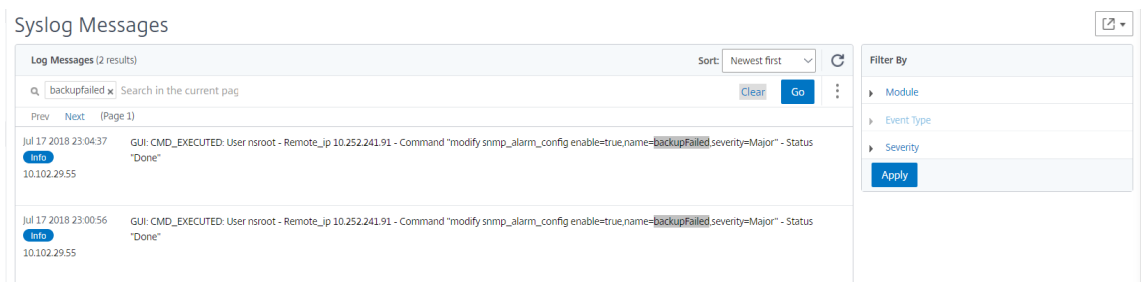 Syslog Messages
Log Messages (2 results)
Sort: Newest first
backupfailed x Search in the current pag
Clear Go
Prev Next (Page 1)
Jul 17 2018 23:04:37
Info
10.102.29.55
GUI: CMD_EXECUTED: User nsroot - Remote_ip 10.252.241.91 - Command "modify snmp_alarm_config enable=true,name=backupFailed,severity=Major" - Status
"Done"
Jul 17 2018 23:00:56
Info
10.102.29.55
GUI: CMD_EXECUTED: User nsroot - Remote_ip 10.252.241.91 - Command "modify snmp_alarm_config enable=true,name=backupFailed,severity=Major" - Status
"Done"
Filter By
Module
Event Type
Severity
Apply